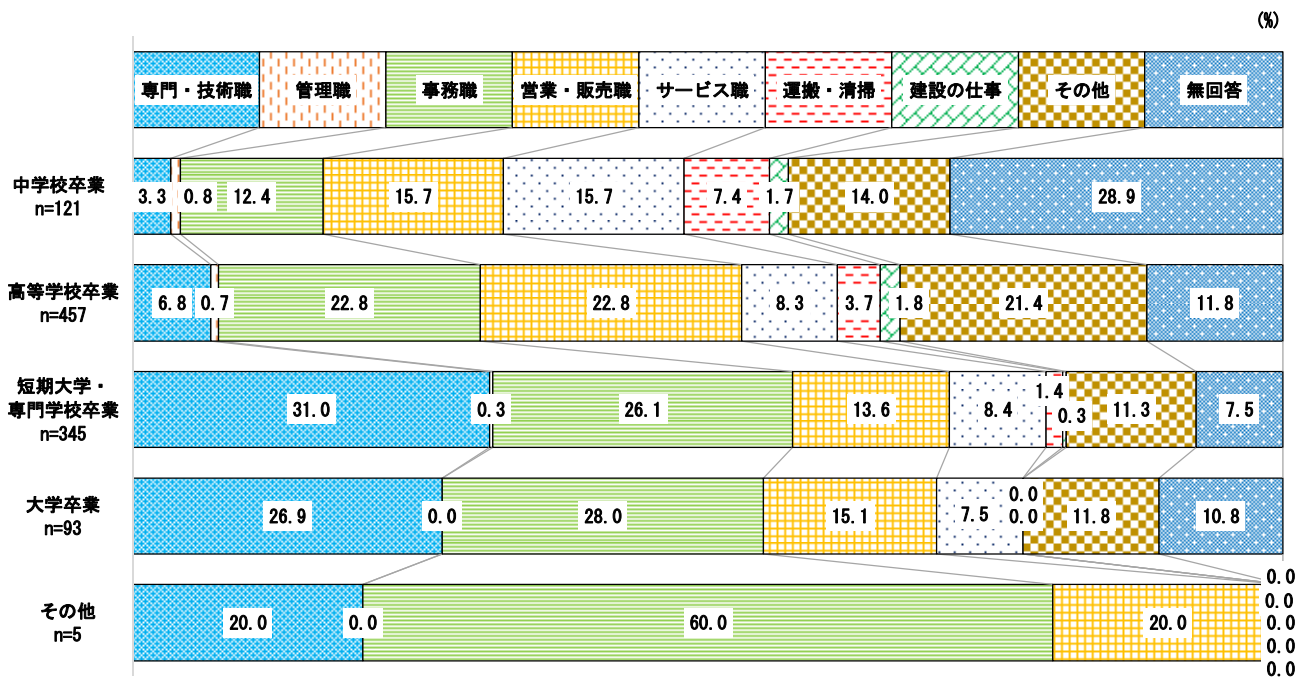 (%)
専門・技術職 管理職 事務職 営業・販売職 サービス職 運搬・清掃 建設の仕事 その他 無回答
中学校卒業
n=121
3.3 0.8 12.4 15.7 15.7 7.4 1.7 14.0 28.9
高等学校卒業
n=457
6.8 0.7 22.8 22.8 8.3 3.7 1.8 21.4 11.8
短期大学・
専門学校卒業
n=345
31.0 0.3 26.1 13.6 8.4 1.4 0.3 11.3 7.5
大学卒業
n=93
26.9 0.0 28.0 15.1 7.5 0.0 0.0 11.8 10.8
その他
n=5
20.0 0.0 60.0 20.0 0.0
0.0
0.0
0.0
0.0